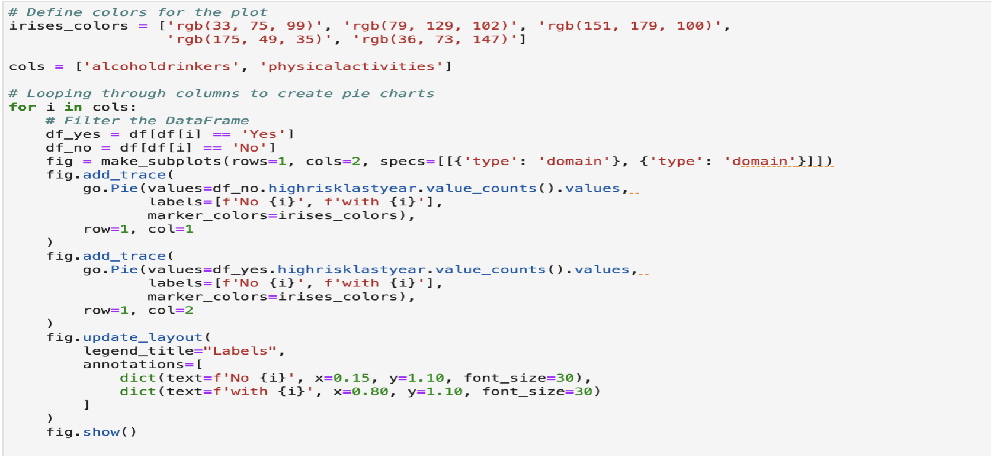 # Define colors for the plot
irises_colors = ['rgb(33, 75, 99)', 'rgb(79, 129, 102)', 'rgb(151, 179, 100)',
                 'rgb(175, 49, 35)', 'rgb(36, 73, 147)']

cols = ['alcoholdrinkers', 'physicalactivities']

# Looping through columns to create pie charts
for i in cols:
    # Filter the DataFrame
    df_yes = df[df[i] == 'Yes']
    df_no = df[df[i] == 'No']
    fig = make_subplots(rows=1, cols=2, specs=[[{'type': 'domain'}, {'type': 'domain'}]])
    fig.add_trace(
        go.Pie(values=df_no.highrisklastyear.value_counts().values,
               labels=[f'No {i}', f'with {i}'],
               marker_colors=irises_colors),
        row=1, col=1
    )
    fig.add_trace(
        go.Pie(values=df_yes.highrisklastyear.value_counts().values,
               labels=[f'No {i}', f'with {i}'],
               marker_colors=irises_colors),
        row=1, col=2
    )
    fig.update_layout(
        legend_title="Labels",
        annotations=[
            dict(text=f'No {i}', x=0.15, y=1.10, font_size=30),
            dict(text=f'with {i}', x=0.80, y=1.10, font_size=30)
        ]
    )
    fig.show()